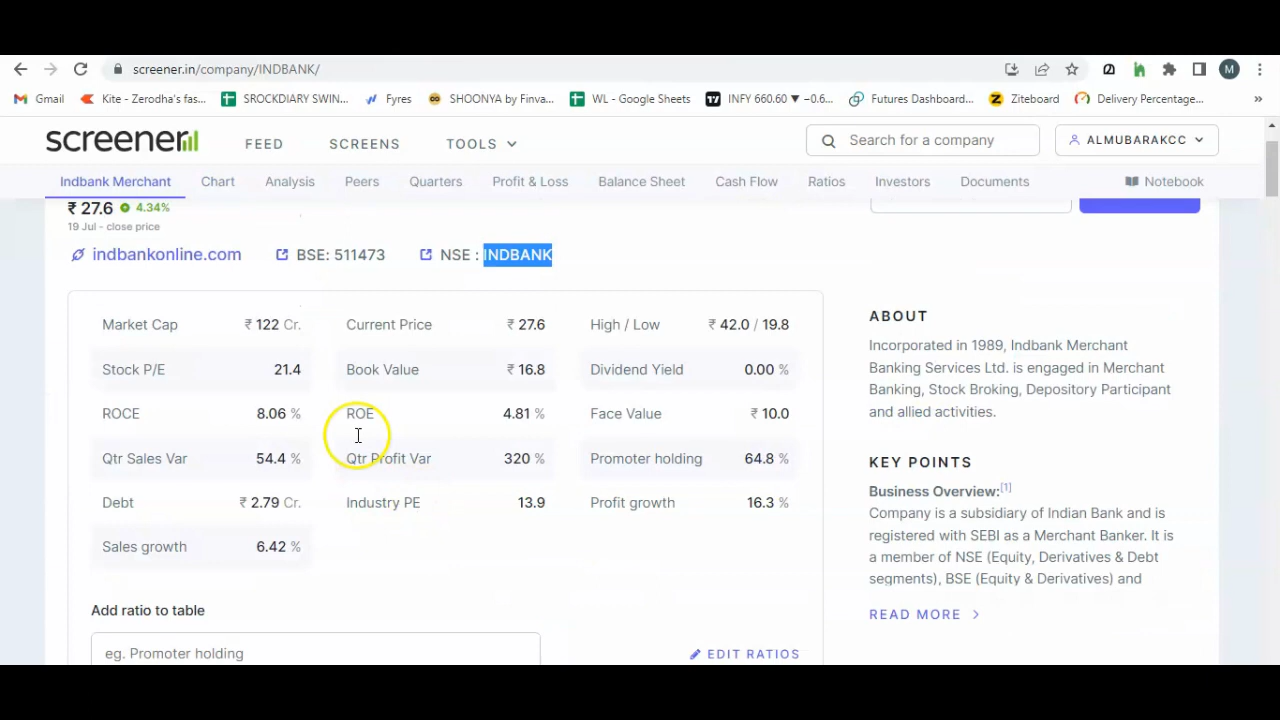 screener.in/company/INDBANK/
M
Gmail Kite - Zerodha's fas... SROCKDIARY SWIN... Fyres SHOONYA by Finva... WL - Google Sheets INFY 660.60 ▼ −0.6... Futures Dashboard... Ziteboard Delivery Percentage... »
screener FEED SCREENS TOOLS Search for a company ALMUBARAKCC
Indbank Merchant Chart Analysis Peers Quarters Profit & Loss Balance Sheet Cash Flow Ratios Investors Documents Notebook
₹ 27.6 4.34%
19 Jul - close price
indbankonline.com BSE: 511473 NSE : INDBANK
Market Cap ₹ 122 Cr. Current Price ₹ 27.6 High / Low ₹ 42.0 / 19.8
Stock P/E 21.4 Book Value ₹ 16.8 Dividend Yield 0.00 %
ROCE 8.06 % ROE 4.81 % Face Value ₹ 10.0
Qtr Sales Var 54.4 % Qtr Profit Var 320 % Promoter holding 64.8 %
Debt ₹ 2.79 Cr. Industry PE 13.9 Profit growth 16.3 %
Sales growth 6.42 %
Add ratio to table
eg. Promoter holding EDIT RATIOS
ABOUT
Incorporated in 1989, Indbank Merchant
Banking Services Ltd. is engaged in Merchant
Banking, Stock Broking, Depository Participant
and allied activities.
KEY POINTS
Business Overview:[1]
Company is a subsidiary of Indian Bank and is
registered with SEBI as a Merchant Banker. It is
a member of NSE (Equity, Derivatives & Debt
segments), BSE (Equity & Derivatives) and
READ MORE >